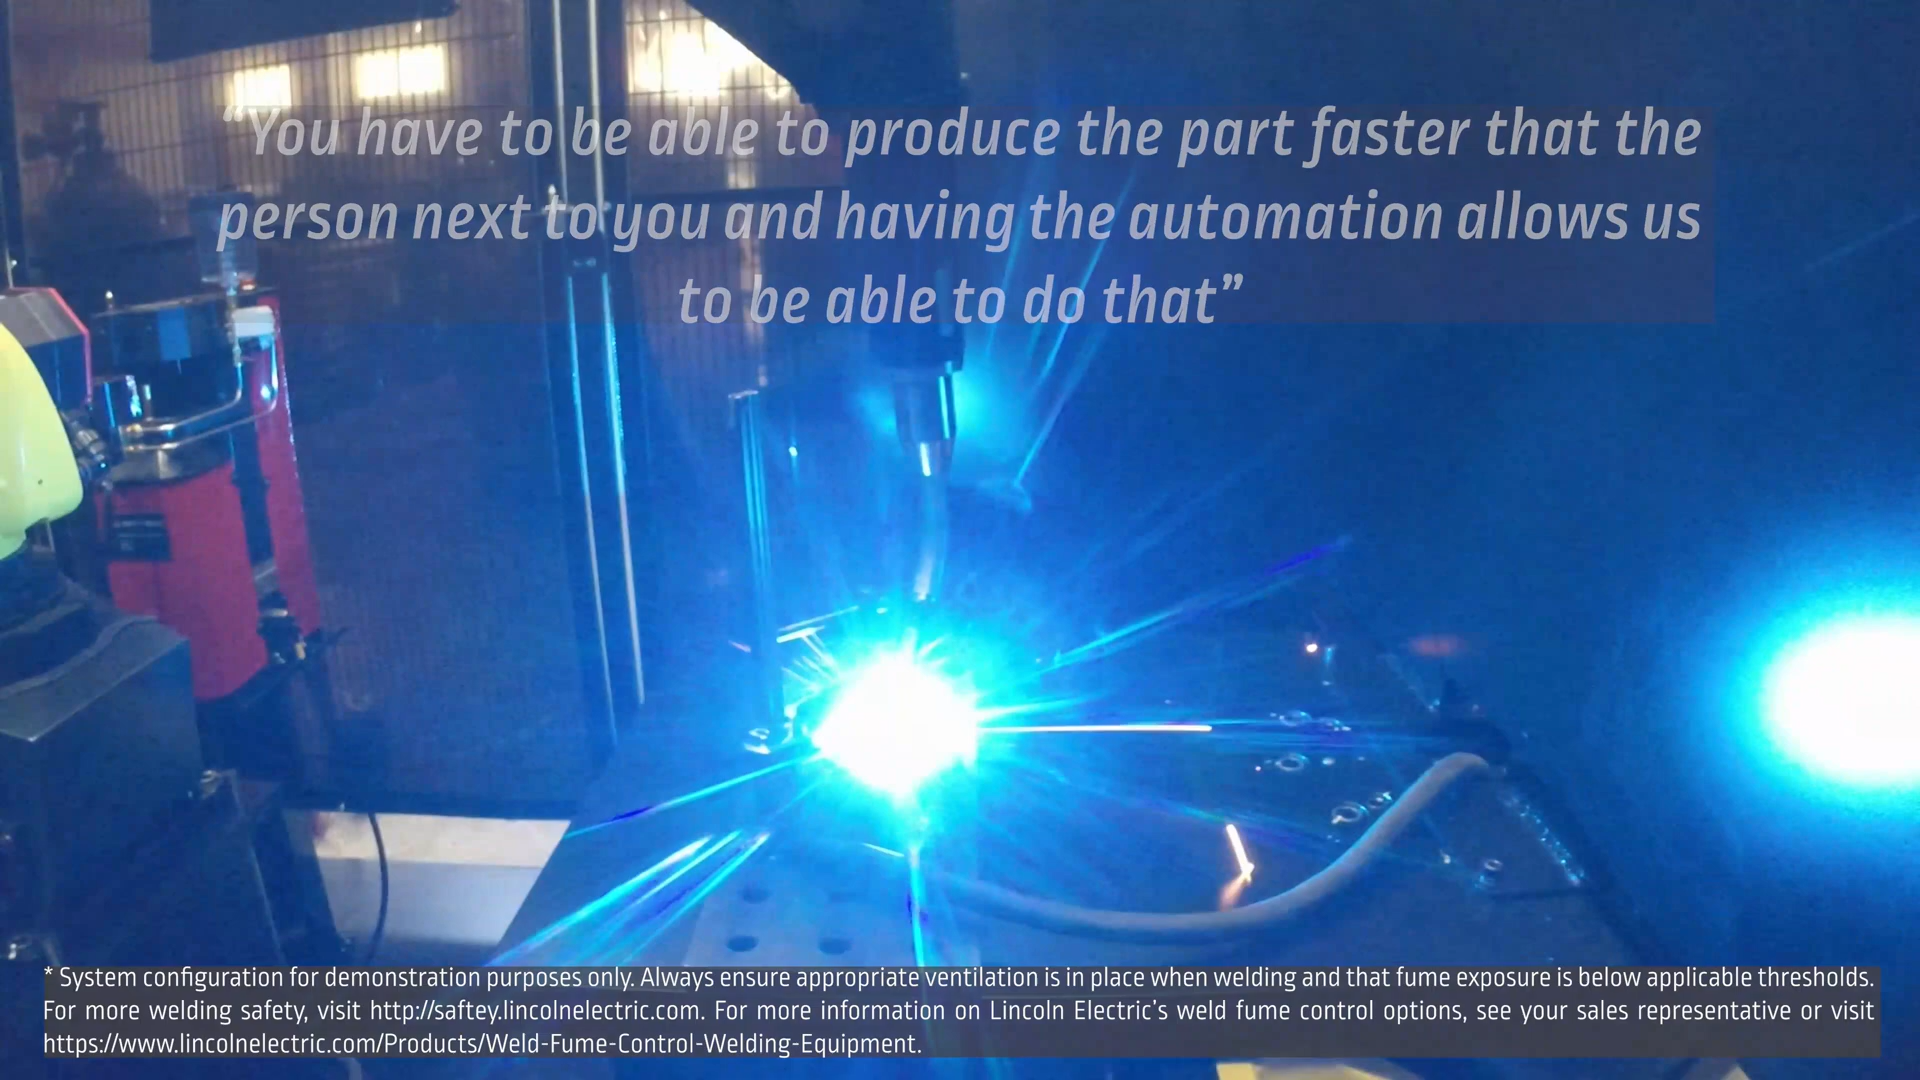 “You have to be able to produce the part faster that the
person next to you and having the automation allows us
to be able to do that”
* System configuration for demonstration purposes only. Always ensure appropriate ventilation is in place when welding and that fume exposure is below applicable thresholds.
For more welding safety, visit http://saftey.lincolnelectric.com. For more information on Lincoln Electric’s weld fume control options, see your sales representative or visit
https://www.lincolnelectric.com/Products/Weld-Fume-Control-Welding-Equipment.